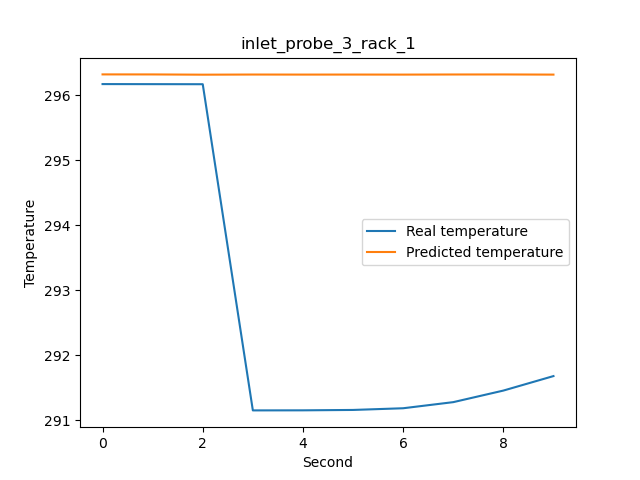 inlet_probe_3_rack_1
296
295
294
293
292
291
Temperature
Real temperature
Predicted temperature
0 2 4 6 8
Second